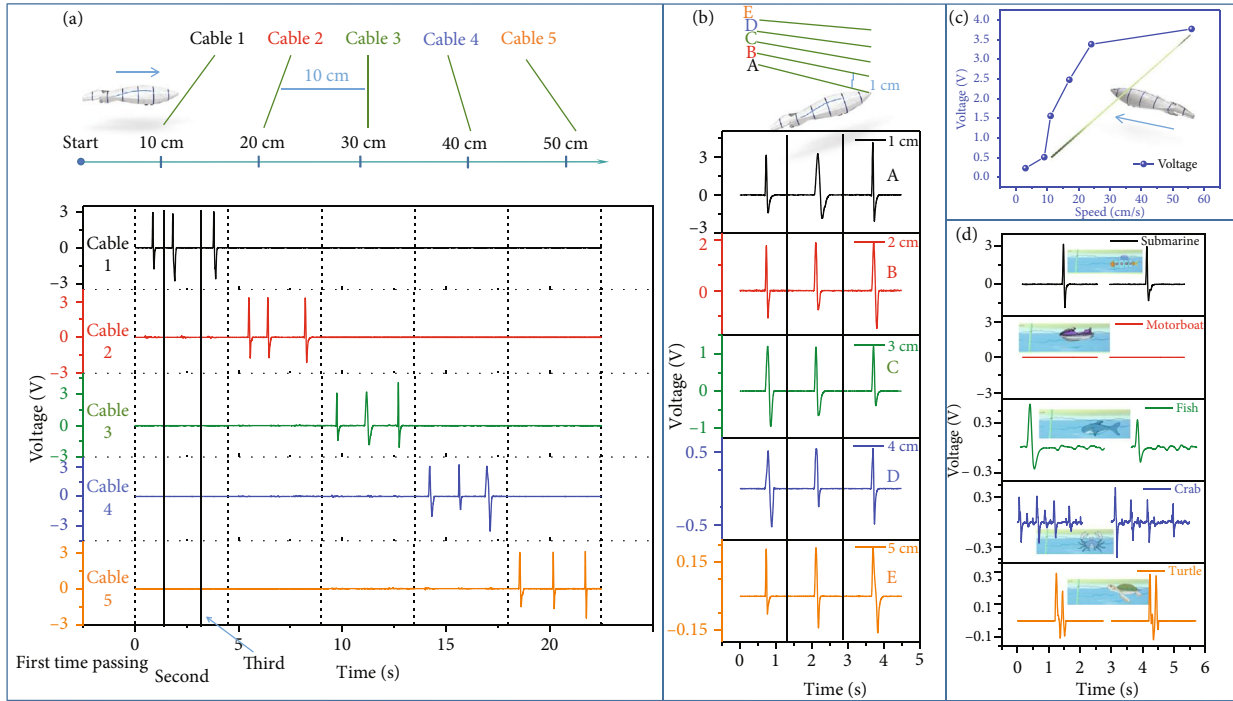 (a)
Cable 1 Cable 2 Cable 3 Cable 4 Cable 5
10 cm
Start 10 cm 20 cm 30 cm 40 cm 50 cm
Voltage (V)
3
0
−3
Cable
1
3
0
−3
Cable
2
3
0
−3
Cable
3
3
0
−3
Cable
4
3
0
−3
Cable
5
0 5 10 15 20
First time passing
Second
Third
Time (s)
(b)
E
D
C
B
A
1 cm
Voltage (V)
3
0
−3
1 cm
A
2
0
2 cm
B
1
0
−1
3 cm
C
0.5
−0.5
4 cm
D
0.15
−0.15
5 cm
E
0 1 2 3 4 5
Time (s)
(c)
Voltage (V)
4.0
3.5
3.0
2.5
2.0
1.5
1.0
0.5
0.0
Voltage
0 10 20 30 40 50 60
Speed (cm/s)
(d)
Voltage (V)
3
0
−3
Submarine
3
0
−3
Motorboat
0.3
−0.3
Fish
0.3
−0.3
Crab
0.3
0.1
−0.1
Turtle
0 1 2 3 4 5 6
Time (s)